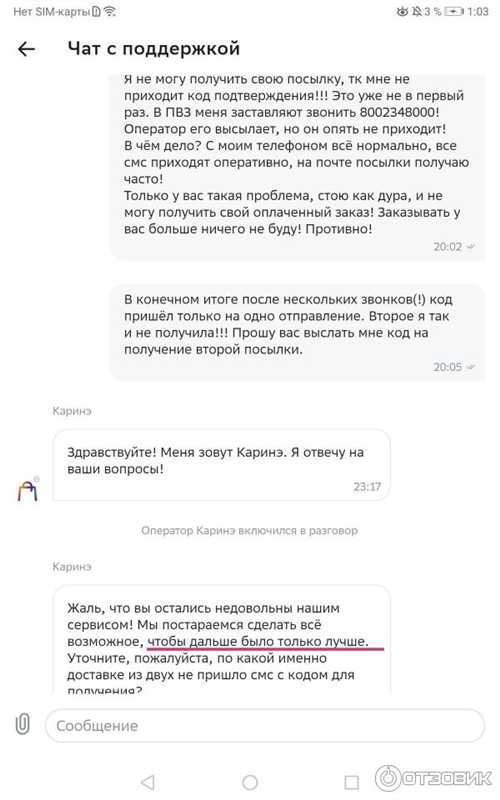 Нет SIM-карты 3 % 1:03
Чат с поддержкой
Я не могу получить свою посылку, тк мне не
приходит код подтверждения!!! Это уже не в первый
раз. В ПВЗ меня заставляют звонить 8002348000!
Оператор его высылает, но он опять не приходит!
В чём дело? С моим телефоном всё нормально, все
смс приходят оперативно, на почте посылки получаю
часто!
Только у вас такая проблема, стою как дура, и не
могу получить свой оплаченный заказ! Заказывать у
вас больше ничего не буду! Противно!
20:02
В конечном итоге после нескольких звонков(!) код
пришёл только на одно отправление. Второе я так
и не получила!!! Прошу вас выслать мне код на
получение второй посылки.
20:05
Каринэ
Здравствуйте! Меня зовут Каринэ. Я отвечу на
ваши вопросы!
23:17
Оператор Каринэ включился в разговор
Каринэ
Жаль, что вы остались недовольны нашим
сервисом! Мы постараемся сделать всё
возможное, чтобы дальше было только лучше.
Уточните, пожалуйста, по какой именно
доставке из двух не пришло смс с кодом для
получения?
Сообщение
ОТЗОВИК